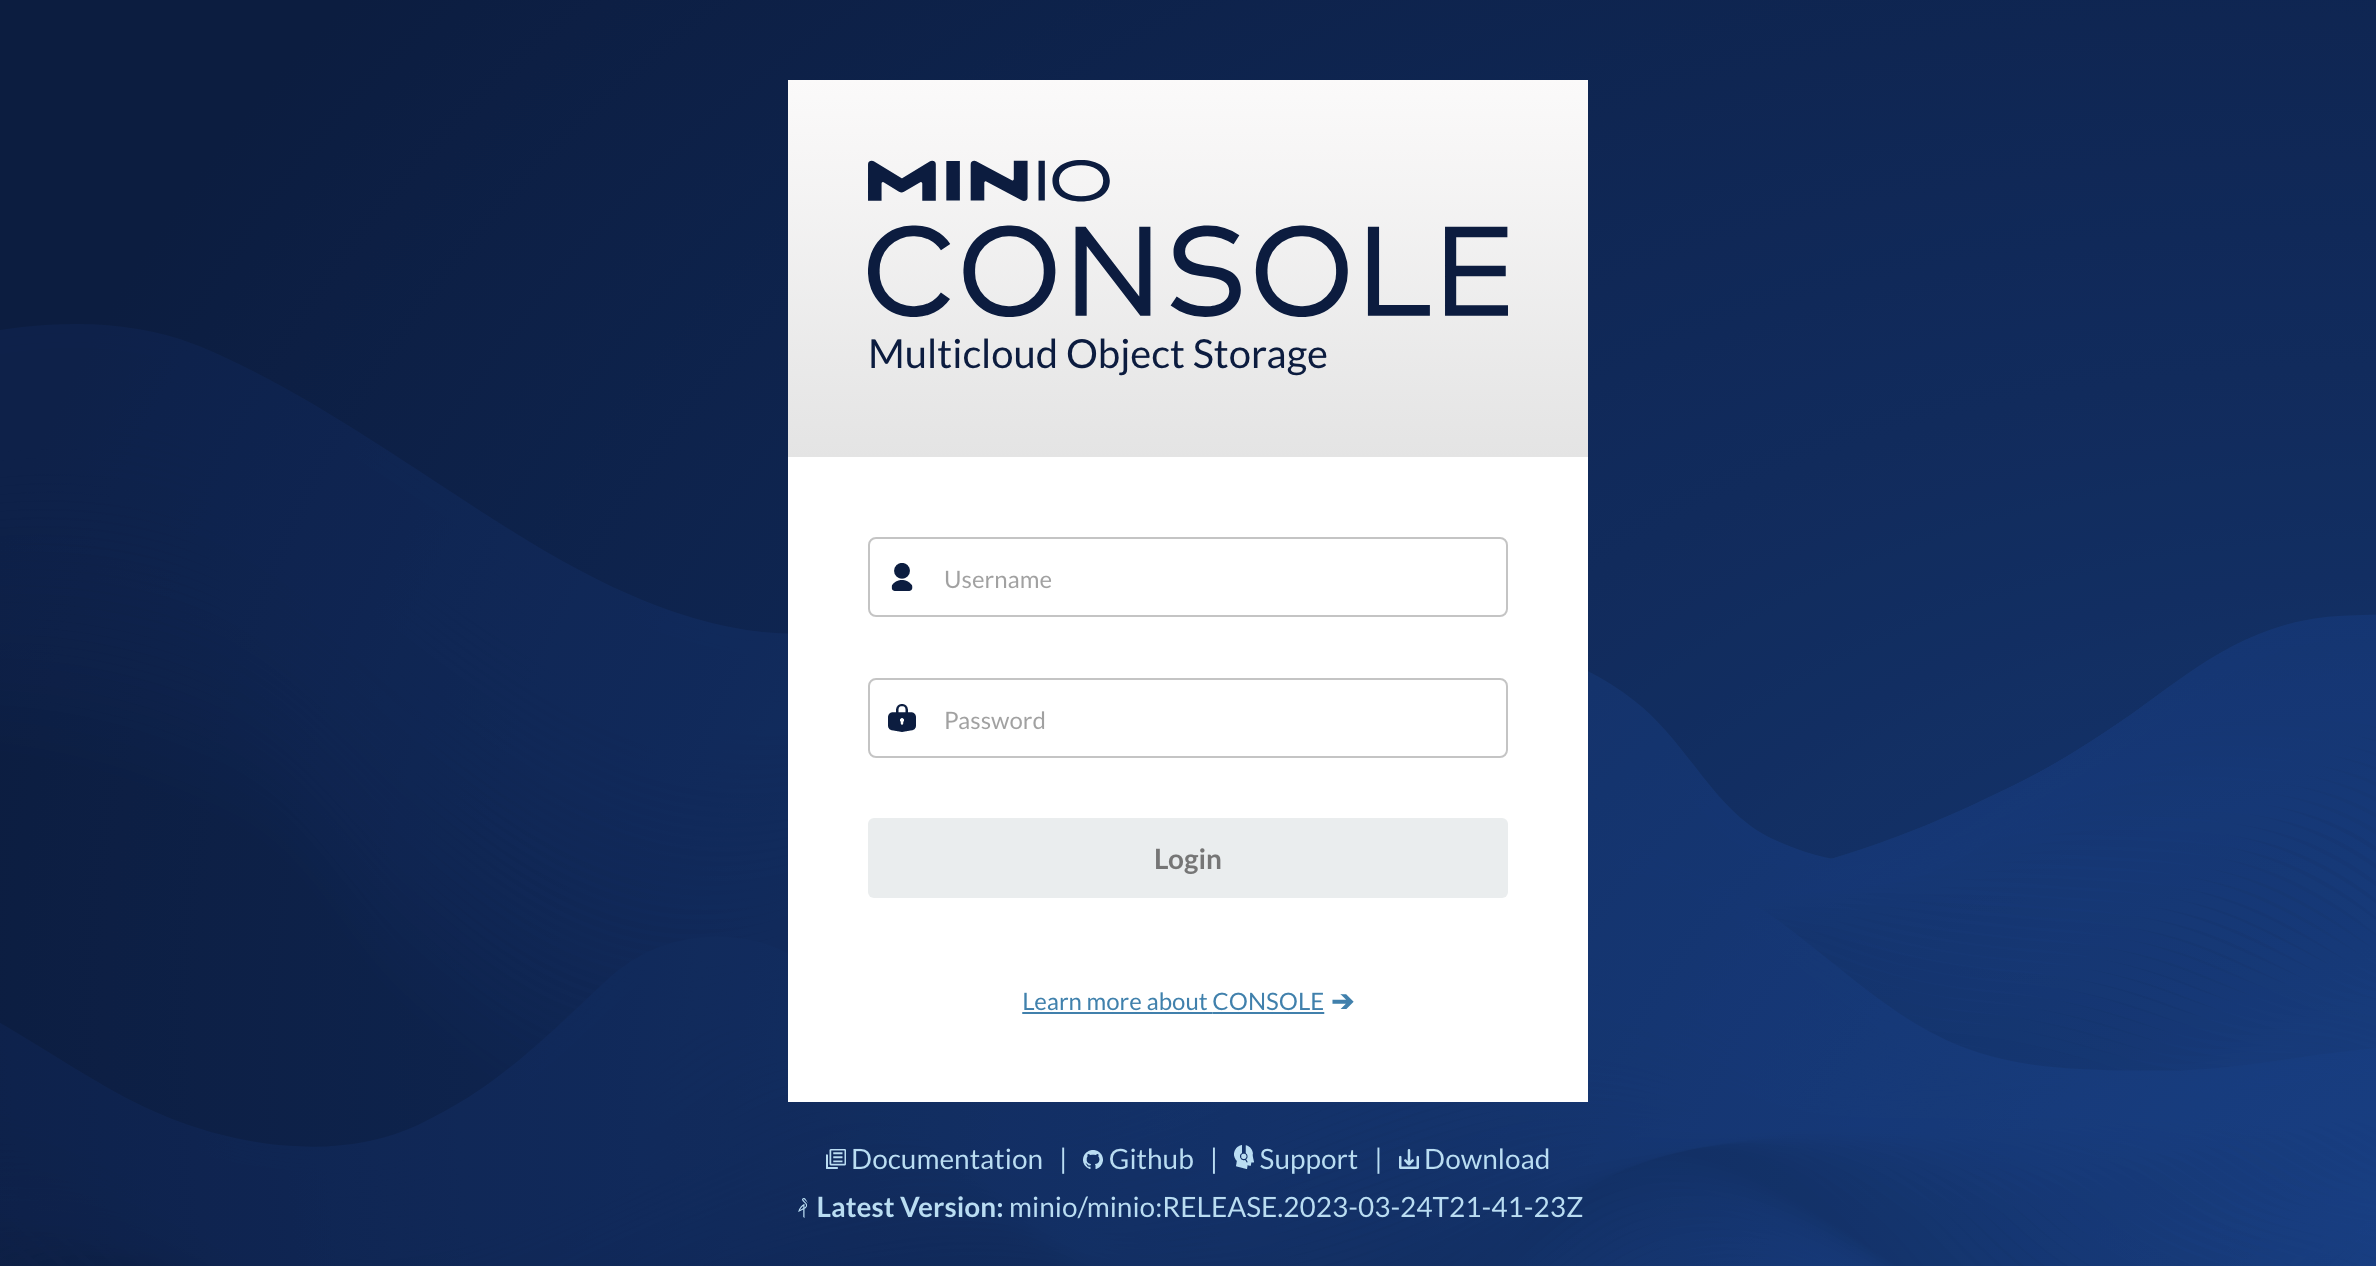 MINIO
CONSOLE
Multicloud Object Storage
Username
Password
Login
Learn more about CONSOLE ➔
Documentation | Github | Support | Download
Latest Version: minio/minio:RELEASE.2023-03-24T21-41-23Z